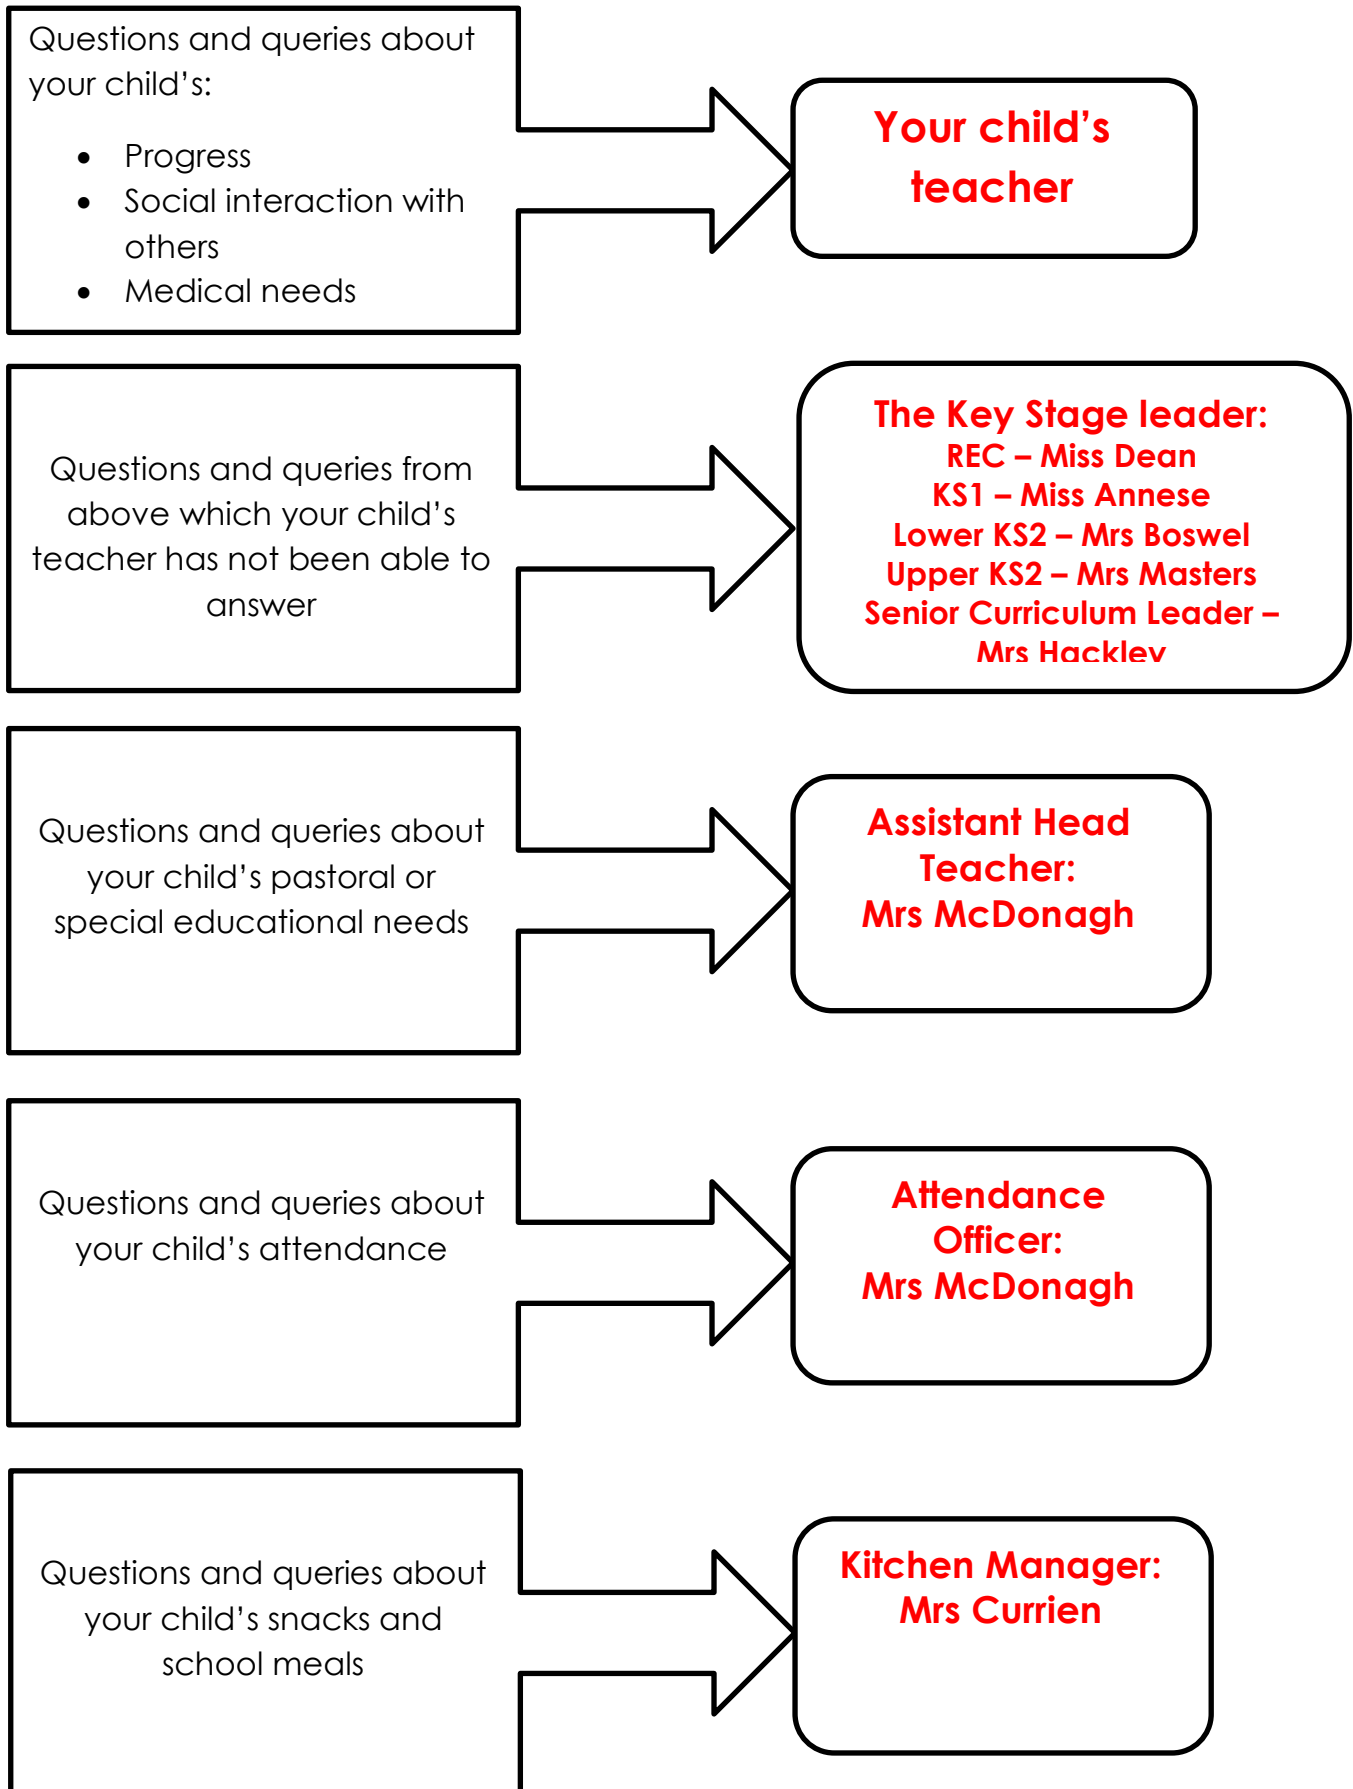 Questions and queries about
your child's:
• Progress
• Social interaction with
others
• Medical needs
Your child's
teacher
Questions and queries from
above which your child's
teacher has not been able to
answer
The Key Stage leader:
REC – Miss Dean
KS1 – Miss Annese
Lower KS2 – Mrs Boswel
Upper KS2 – Mrs Masters
Senior Curriculum Leader –
Mrs Hackley
Questions and queries about
your child's pastoral or
special educational needs
Assistant Head
Teacher:
Mrs McDonagh
Questions and queries about
your child's attendance
Attendance
Officer:
Mrs McDonagh
Questions and queries about
your child's snacks and
school meals
Kitchen Manager:
Mrs Currien